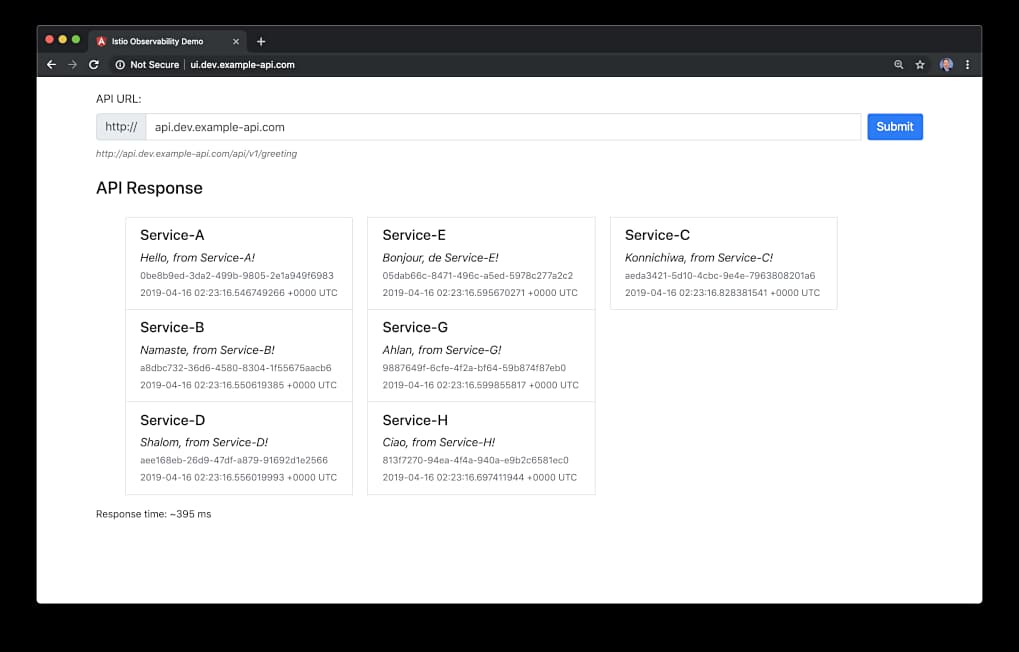 Istio Observability Demo
Not Secure | ui.dev.example-api.com
API URL:
http:// api.dev.example-api.com Submit
http://api.dev.example-api.com/api/v1/greeting
API Response
Service-A
Hello, from Service-A!
0be8b9ed-3da2-499b-9805-2e1a949f6983
2019-04-16 02:23:16.546749266 +0000 UTC
Service-B
Namaste, from Service-B!
a8dbc732-36d6-4580-8304-1f55675aacb6
2019-04-16 02:23:16.550619385 +0000 UTC
Service-D
Shalom, from Service-D!
aee168eb-26d9-47df-a879-91692d1e2566
2019-04-16 02:23:16.556019993 +0000 UTC
Service-E
Bonjour, de Service-E!
05dab66c-8471-496c-a5ed-5978c277a2c2
2019-04-16 02:23:16.595670271 +0000 UTC
Service-G
Ahlan, from Service-G!
9887649f-6cfe-4f2a-bf64-59b874f87eb0
2019-04-16 02:23:16.599855817 +0000 UTC
Service-H
Ciao, from Service-H!
813f7270-94ea-4f4a-940a-e9b2c6581ec0
2019-04-16 02:23:16.697411944 +0000 UTC
Service-C
Konnichiwa, from Service-C!
aeda3421-5d10-4cbc-9e4e-7963808201a6
2019-04-16 02:23:16.828381541 +0000 UTC
Response time: ~395 ms